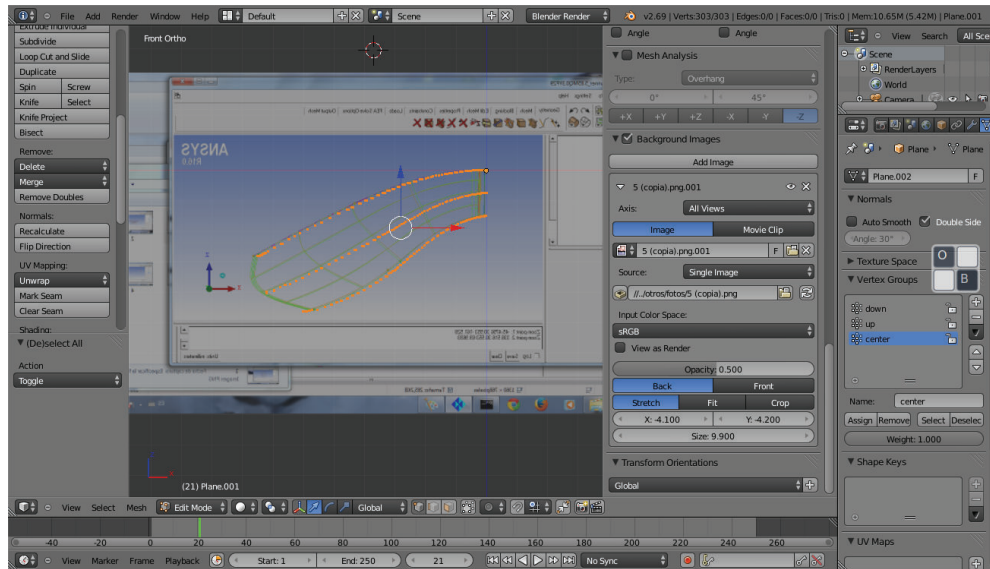 File Add Render Window Help Default Scene Blender Render v2.69 | Verts:303/303 | Edges:0/0 | Faces:0/0 | Tris:0 | Mem:10.65M (5.42M) | Plane.001
Extrude Individual
Subdivide
Loop Cut and Slide
Duplicate
Spin Screw
Knife Select
Knife Project
Bisect
Remove:
Delete
Merge
Remove Doubles
Normals:
Recalculate
Flip Direction
UV Mapping:
Unwrap
Mark Seam
Clear Seam
Shading:
(De)select All
Action
Toggle
Front Ortho
ANSYS
(21) Plane.001
Angle Angle
Mesh Analysis
Type: Overhang
0° 45°
+X +Y +Z -X -Y -Z
Background Images
Add Image
5 (copia).png.001
Axis: All Views
Image Movie Clip
5 (copia).png.001 F
Source: Single Image
//../otros/fotos/5 (copia).png
Input Color Space:
sRGB
View as Render
Opacity: 0.500
Back Front
Stretch Fit Crop
X: -4.100 Y: -4.200
Size: 9.900
Transform Orientations
Global
View Search All Sce
Scene
RenderLayers
World
Camera
Plane Plane
Plane.002 F
Normals
Auto Smooth Double Side
Angle: 30°
Texture Space
O
B
Vertex Groups
down
up
center
Name: center
Assign Remove Select Deselec
Weight: 1.000
Shape Keys
UV Maps
View Select Mesh Edit Mode Global
-40 -20 0 20 40 60 80 100 120 140 160 180 200 220 240 260
View Marker Frame Playback Start: 1 End: 250 21 No Sync